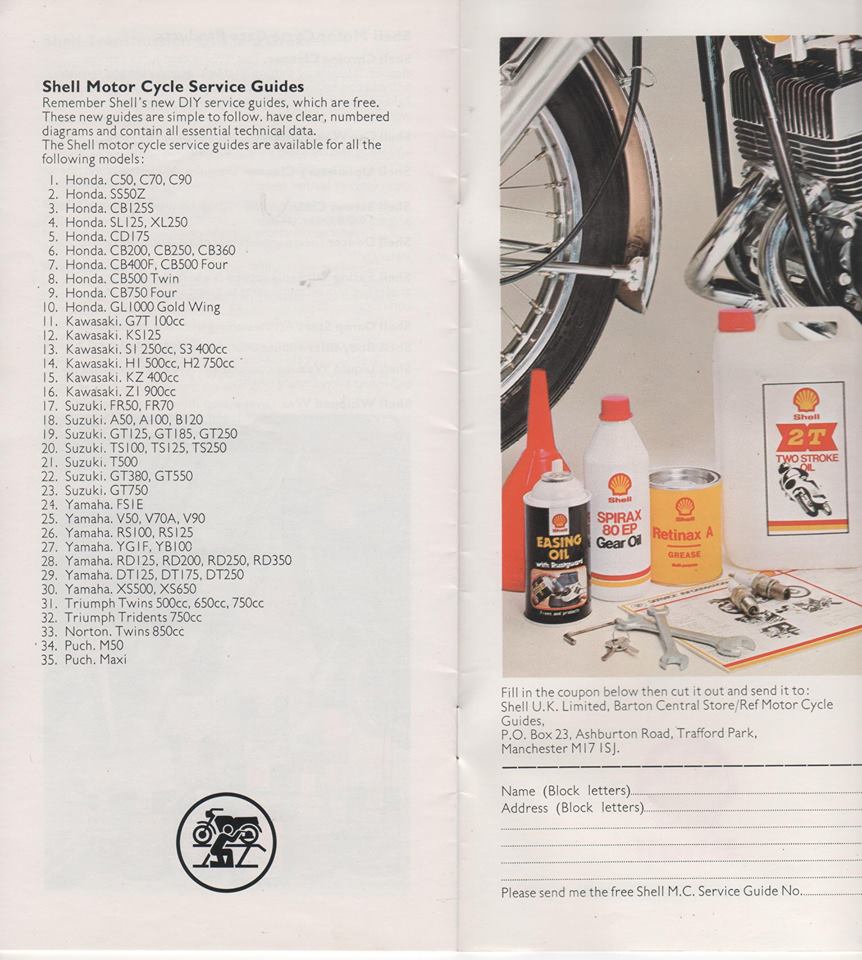 Shell Motor Cycle Service Guides
Remember Shell's new DIY service guides, which are free.
These new guides are simple to follow. have clear, numbered
diagrams and contain all essential technical data.
The Shell motor cycle service guides are available for all the
following models:
1. Honda. C50, C70, C90
2. Honda. SS50Z
3. Honda. CB125S
4. Honda. SL125, XL250
5. Honda. CD175
6. Honda. CB200, CB250, CB360
7. Honda. CB400F, CB500 Four
8. Honda. CB500 Twin
9. Honda. CB750 Four
10. Honda. GL1000 Gold Wing
11. Kawasaki. G7T 100cc
12. Kawasaki. KS125
13. Kawasaki. S1 250cc, S3 400cc
14. Kawasaki. H1 500cc, H2 750cc
15. Kawasaki. KZ 400cc
16. Kawasaki. Z1 900cc
17. Suzuki. FR50, FR70
18. Suzuki. A50, A100, B120
19. Suzuki. GT125, GT185, GT250
20. Suzuki. TS100, TS125, TS250
21. Suzuki. T500
22. Suzuki. GT380, GT550
23. Suzuki. GT750
24. Yamaha. FS1E
25. Yamaha. V50, V70A, V90
26. Yamaha. RS100, RS125
27. Yamaha. YG1F, YB100
28. Yamaha. RD125, RD200, RD250, RD350
29. Yamaha. DT125, DT175, DT250
30. Yamaha. XS500, XS650
31. Triumph Twins 500cc, 650cc, 750cc
32. Triumph Tridents 750cc
33. Norton. Twins 850cc
34. Puch. M50
35. Puch. Maxi
Shell
2T
TWO STROKE
OIL
Shell
SPIRAX
80 EP
Gear Oil
Shell
Retinax A
GREASE
Multi-purpose
Shell
EASING
OIL
with Rustguard
Fill in the coupon below then cut it out and send it to:
Shell U.K. Limited, Barton Central Store/Ref Motor Cycle
Guides,
P.O. Box 23, Ashburton Road, Trafford Park,
Manchester M17 1SJ.
Name (Block letters)
Address (Block letters)
Please send me the free Shell M.C. Service Guide No.